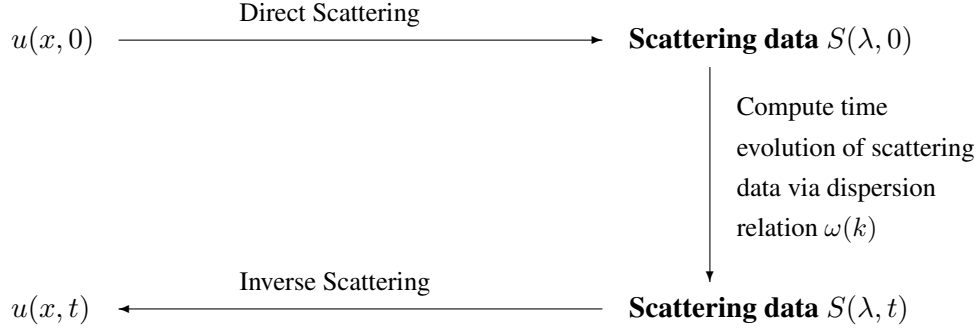 Direct Scattering
u(x, 0)
Scattering data S(λ, 0)
Compute time
evolution of scattering
data via dispersion
relation ω(k)
Inverse Scattering
u(x, t)
Scattering data S(λ, t)